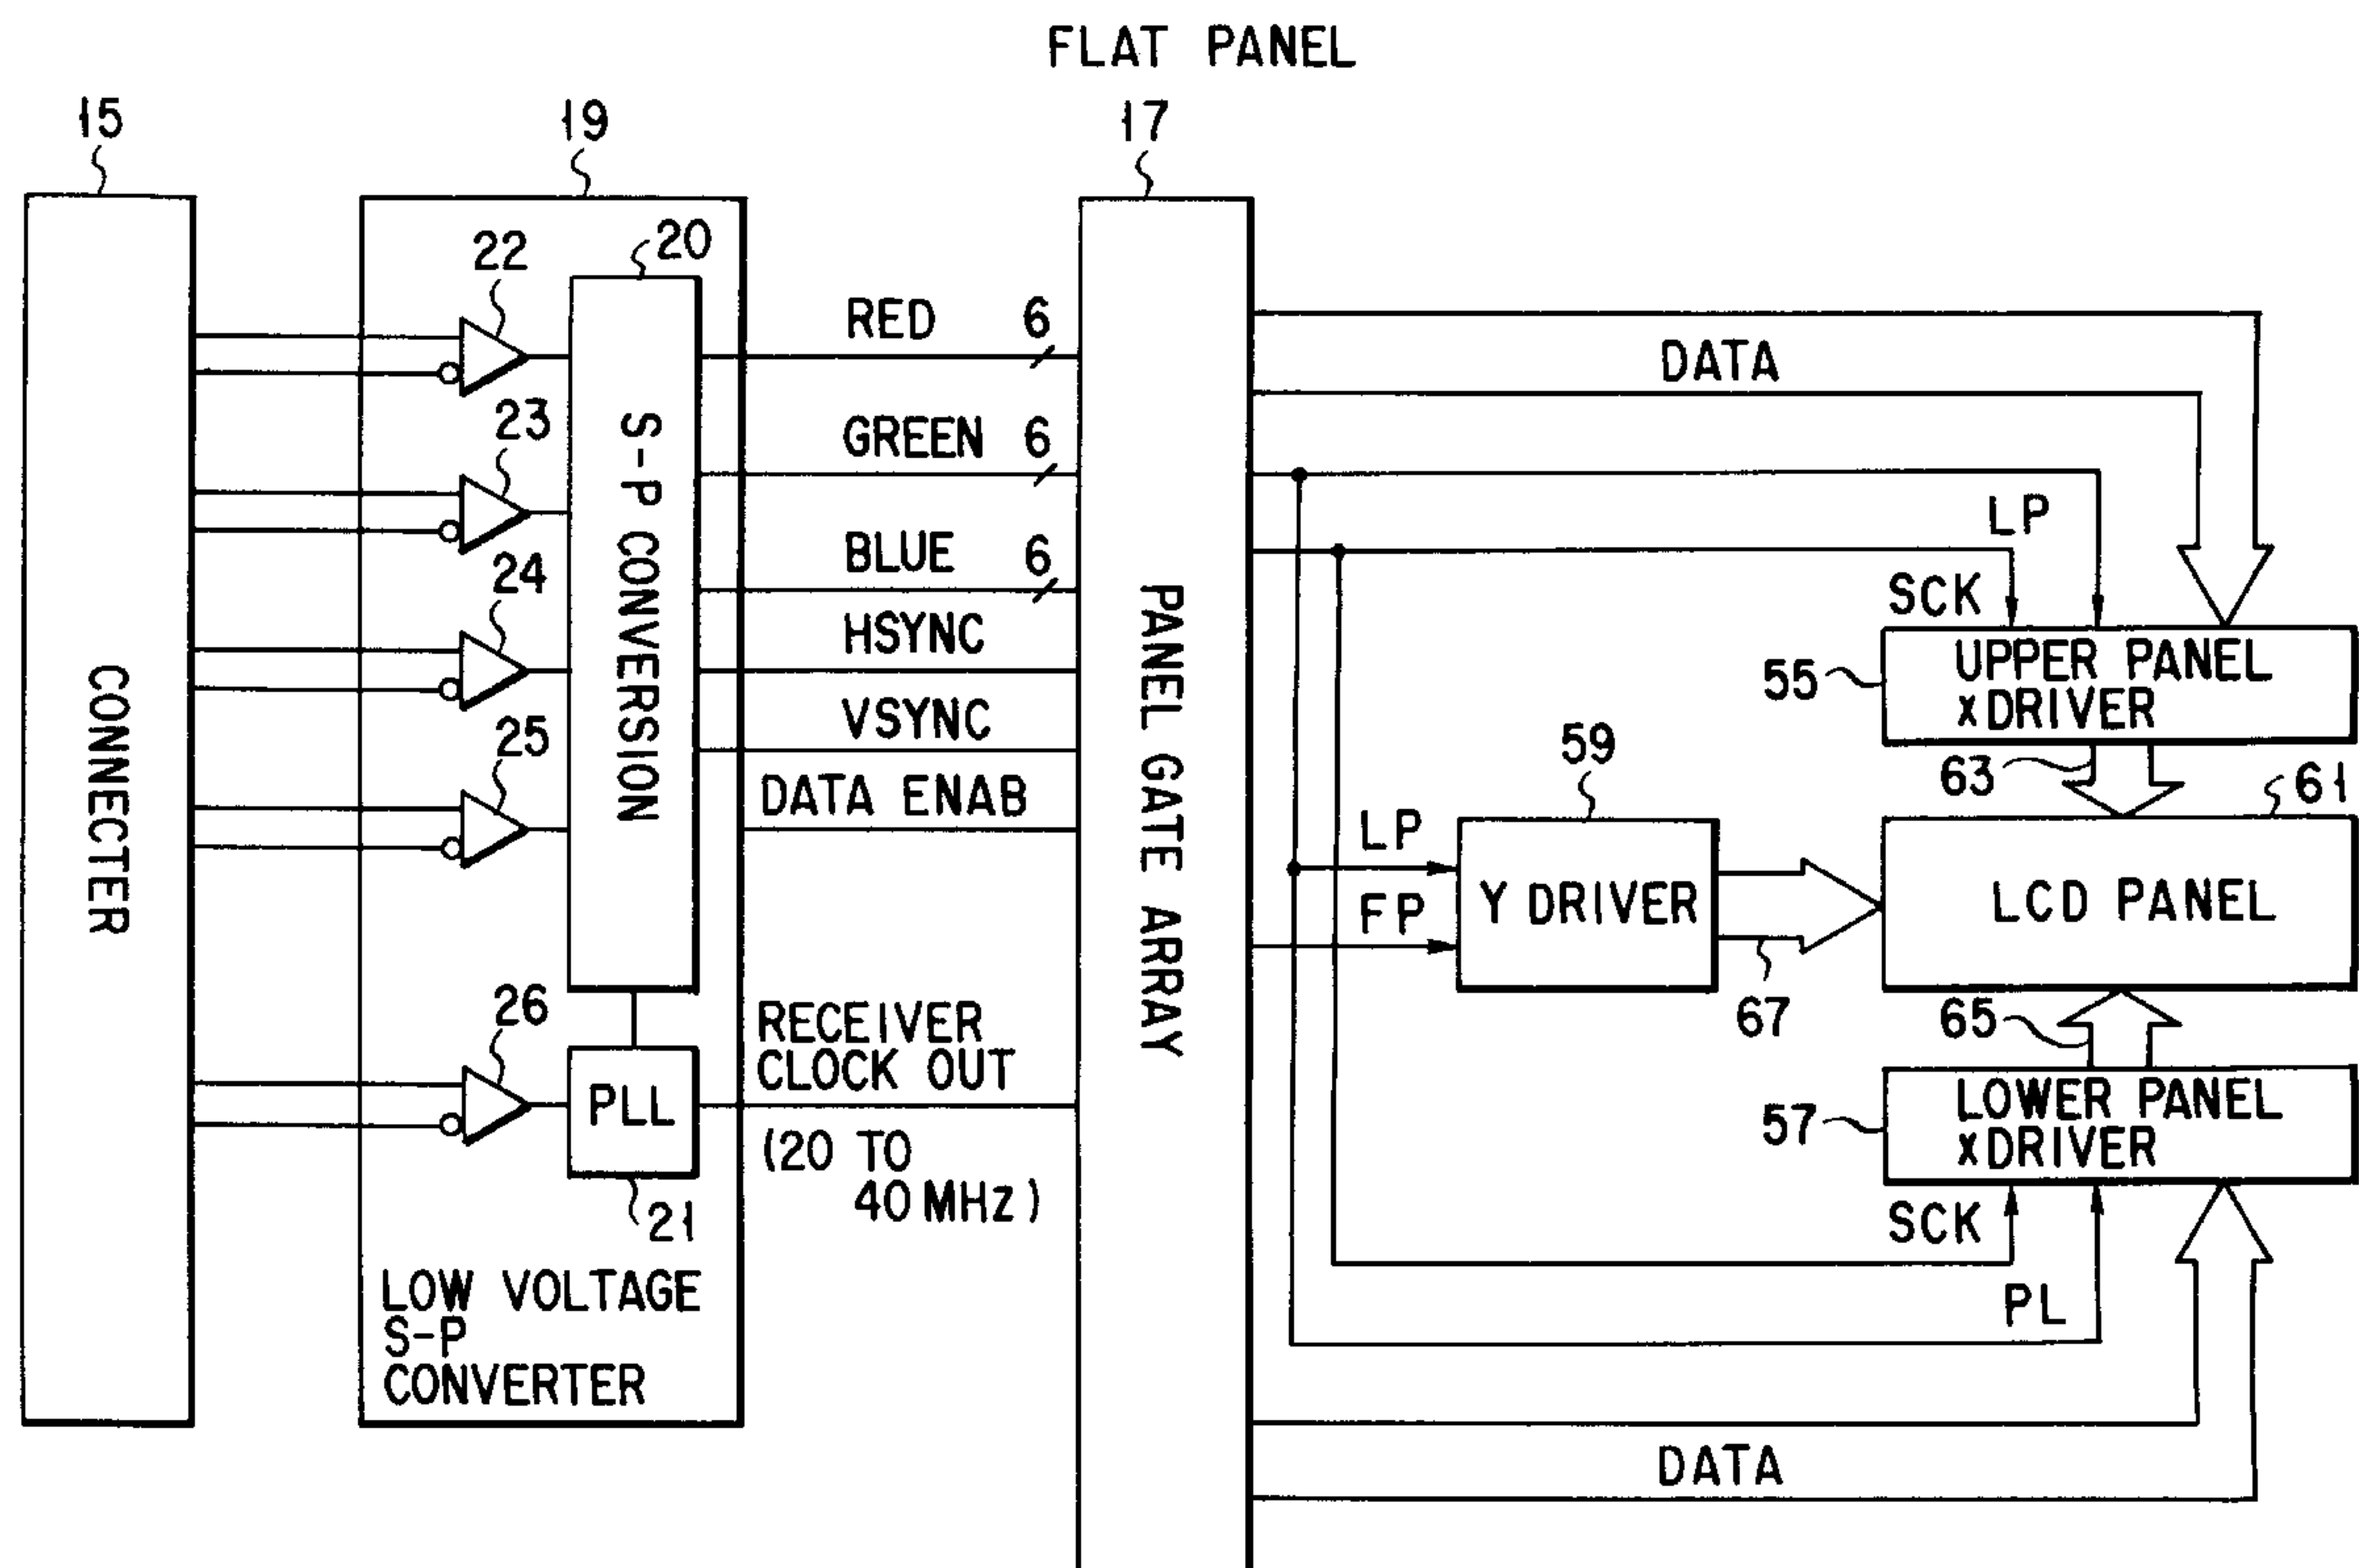 FLAT PANEL
15
19
17
22
20
23
24
25
26
21
CONNECTER
S-P CONVERSION
PLL
LOW VOLTAGE
S-P
CONVERTER
RED 6
GREEN 6
BLUE 6
HSYNC
VSYNC
DATA ENAB
RECEIVER
CLOCK OUT
(20 TO
40 MHz)
PANEL GATE ARRAY
DATA
LP
SCK
55
UPPER PANEL
X DRIVER
63
61
59
LP
FP
Y DRIVER
67
LCD PANEL
65
57
LOWER PANEL
X DRIVER
SCK
PL
DATA